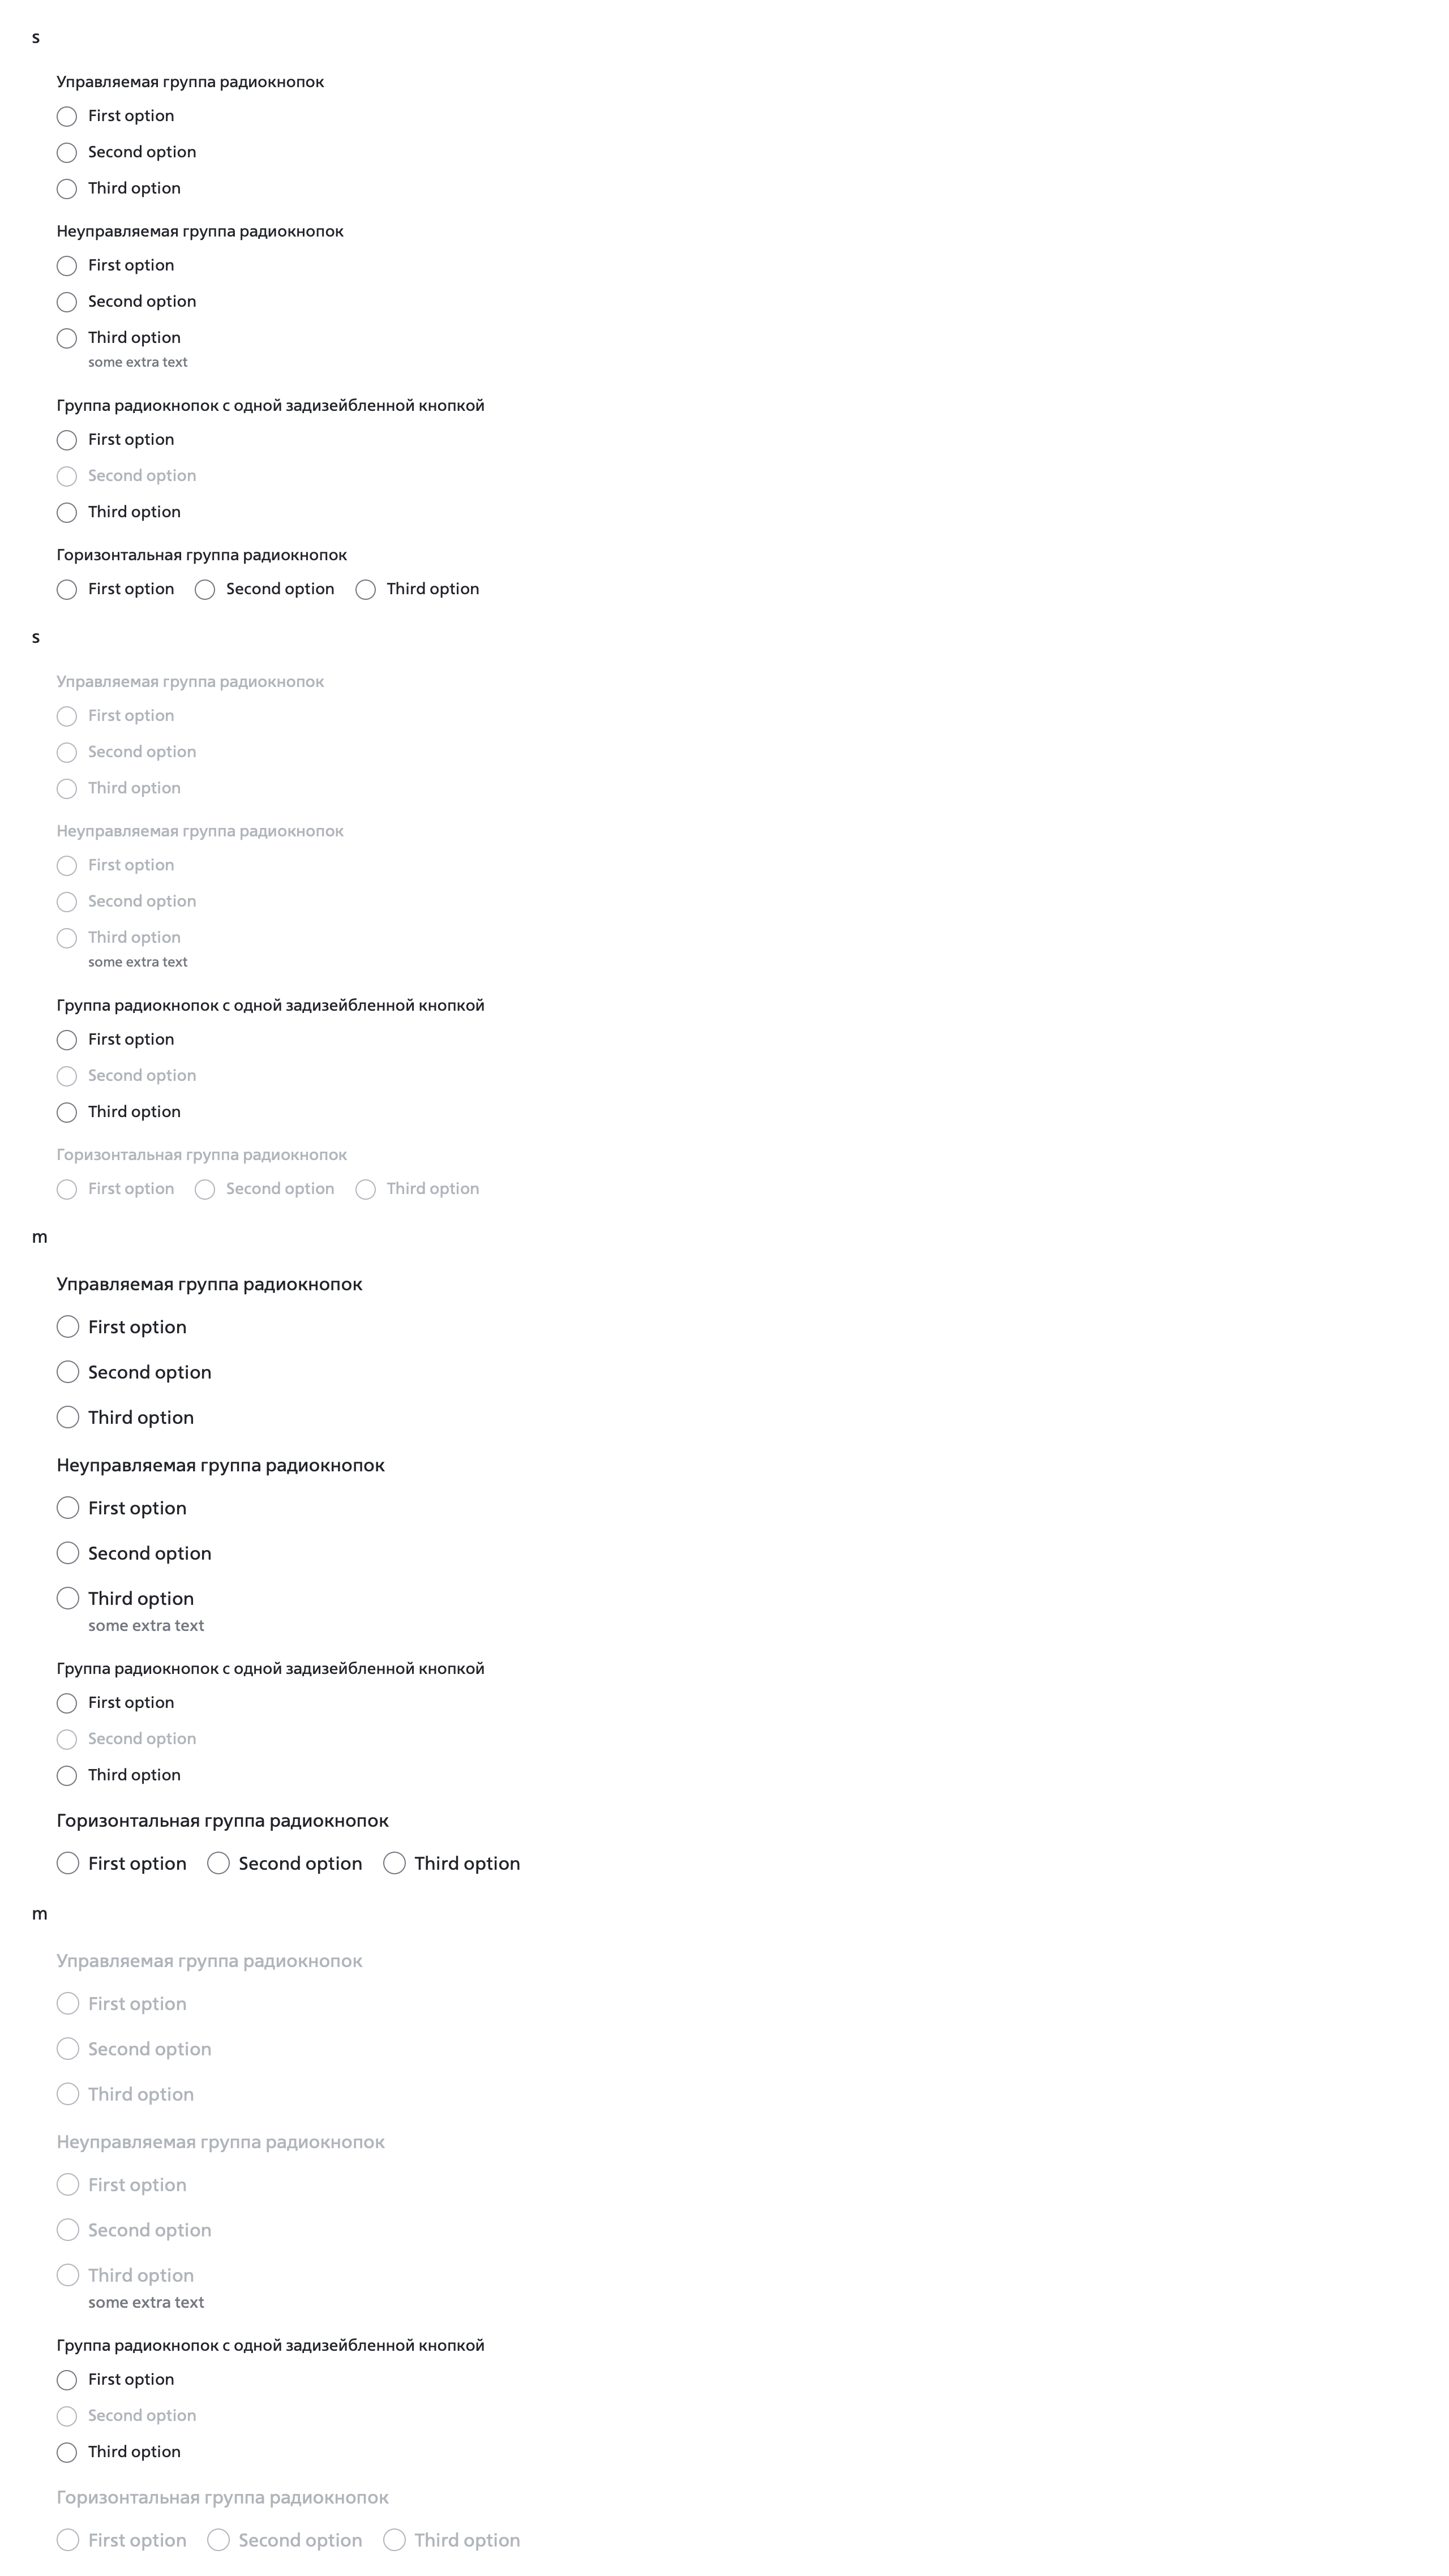 s
Управляемая группа радиокнопок
First option
Second option
Third option
Неуправляемая группа радиокнопок
First option
Second option
Third option
some extra text
Группа радиокнопок с одной задизейбленной кнопкой
First option
Second option
Third option
Горизонтальная группа радиокнопок
First option Second option Third option
s
Управляемая группа радиокнопок
First option
Second option
Third option
Неуправляемая группа радиокнопок
First option
Second option
Third option
some extra text
Группа радиокнопок с одной задизейбленной кнопкой
First option
Second option
Third option
Горизонтальная группа радиокнопок
First option Second option Third option
m
Управляемая группа радиокнопок
First option
Second option
Third option
Неуправляемая группа радиокнопок
First option
Second option
Third option
some extra text
Группа радиокнопок с одной задизейбленной кнопкой
First option
Second option
Third option
Горизонтальная группа радиокнопок
First option Second option Third option
m
Управляемая группа радиокнопок
First option
Second option
Third option
Неуправляемая группа радиокнопок
First option
Second option
Third option
some extra text
Группа радиокнопок с одной задизейбленной кнопкой
First option
Second option
Third option
Горизонтальная группа радиокнопок
First option Second option Third option